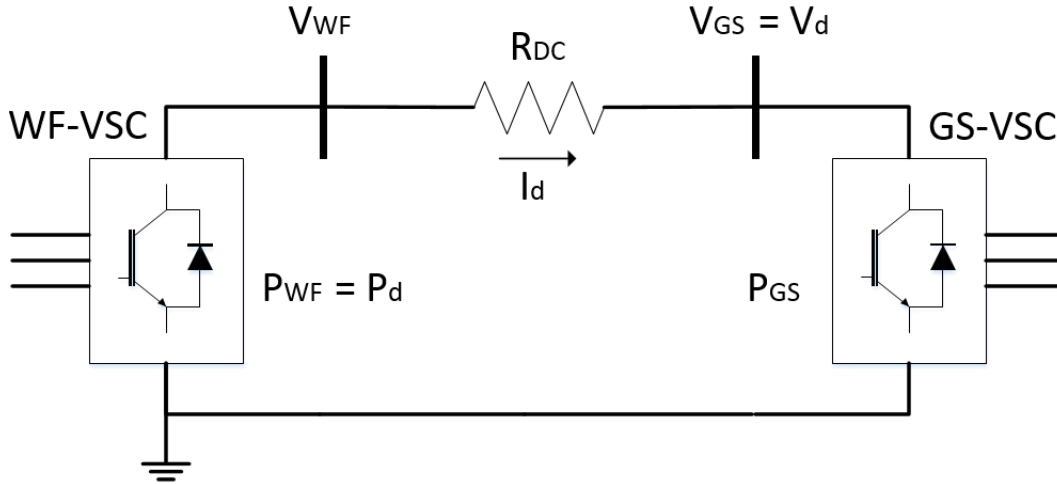 VWF
RDC
VGS = Vd
WF-VSC
GS-VSC
Id
PWF = Pd
PGS